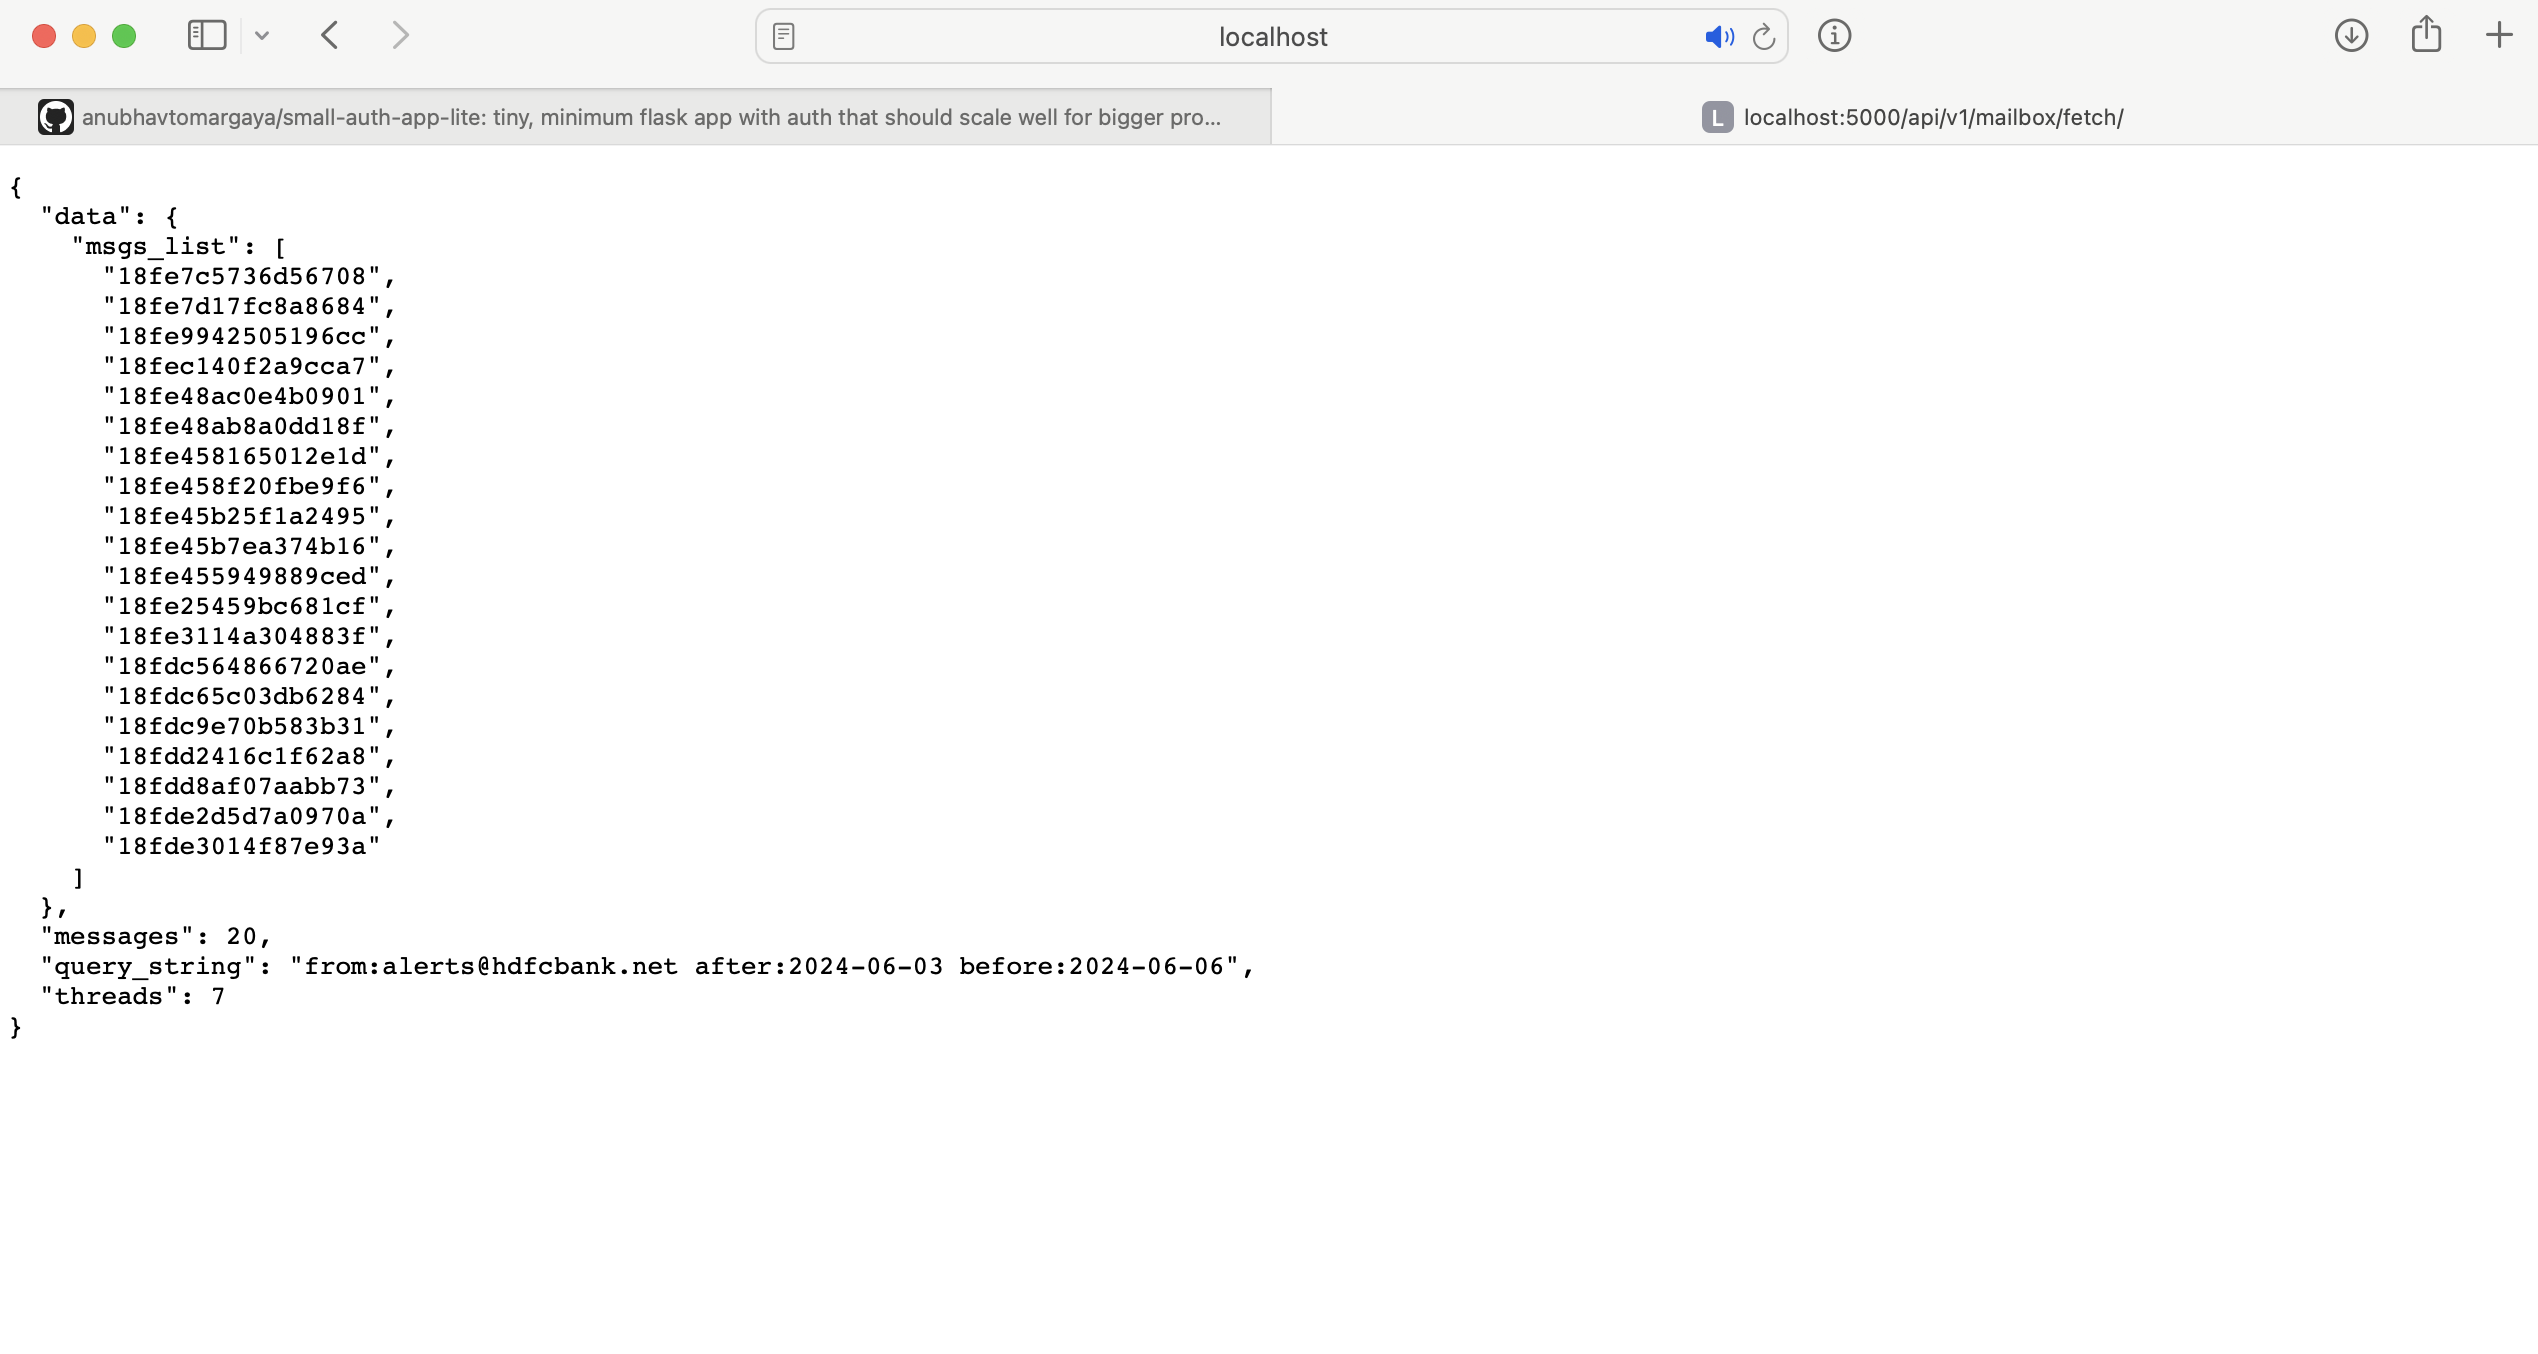 localhost
anubhavtomargaya/small-auth-app-lite: tiny, minimum flask app with auth that should scale well for bigger pro...
L localhost:5000/api/v1/mailbox/fetch/
{
  "data": {
    "msgs_list": [
      "18fe7c5736d56708",
      "18fe7d17fc8a8684",
      "18fe9942505196cc",
      "18fec140f2a9cca7",
      "18fe48ac0e4b0901",
      "18fe48ab8a0dd18f",
      "18fe458165012e1d",
      "18fe458f20fbe9f6",
      "18fe45b25f1a2495",
      "18fe45b7ea374b16",
      "18fe455949889ced",
      "18fe25459bc681cf",
      "18fe3114a304883f",
      "18fdc564866720ae",
      "18fdc65c03db6284",
      "18fdc9e70b583b31",
      "18fdd2416c1f62a8",
      "18fdd8af07aabb73",
      "18fde2d5d7a0970a",
      "18fde3014f87e93a"
    ]
  },
  "messages": 20,
  "query_string": "from:alerts@hdfcbank.net after:2024-06-03 before:2024-06-06",
  "threads": 7
}